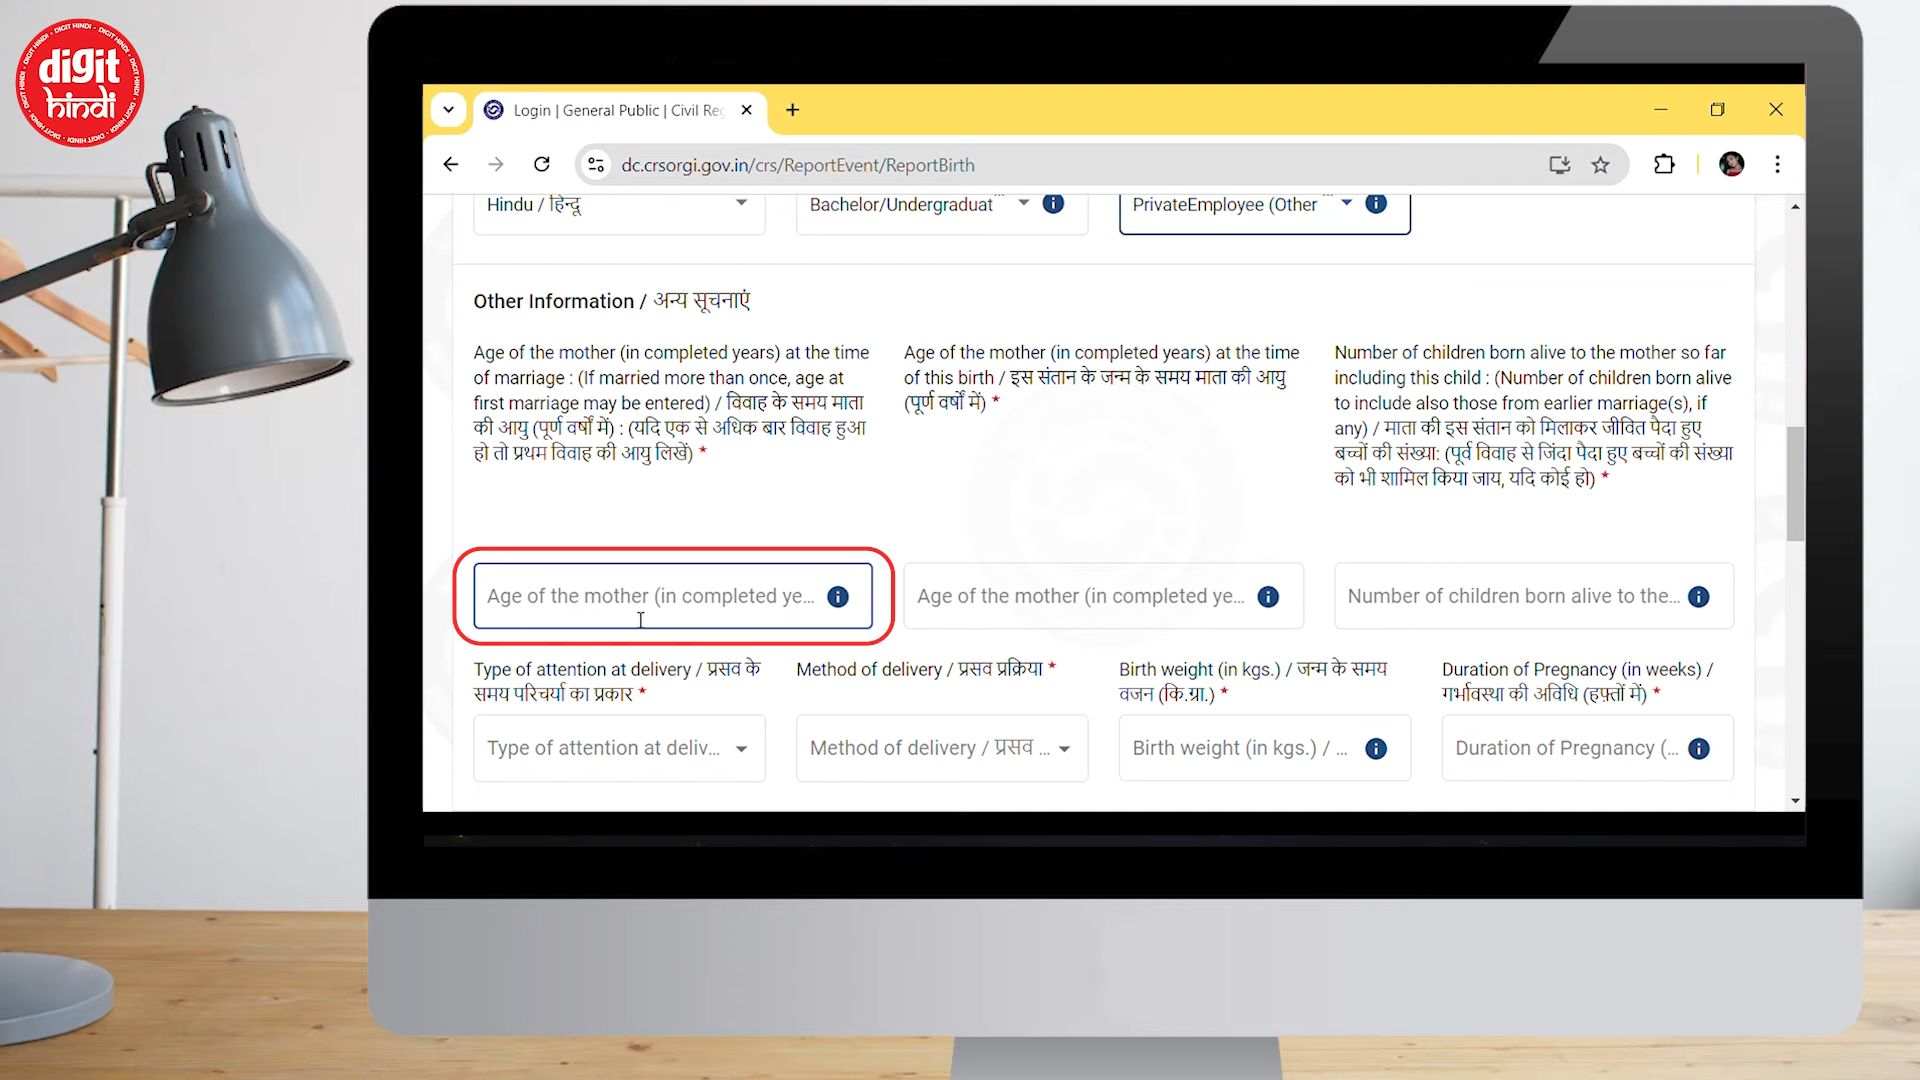 digit
hindi
Login | General Public | Civil Reg
dc.crsorgi.gov.in/crs/ReportEvent/ReportBirth
Hindu / हिन्दू
Bachelor/Undergraduat...
PrivateEmployee (Other ...
Other Information / अन्य सूचनाएं
Age of the mother (in completed years) at the time
of marriage : (If married more than once, age at
first marriage may be entered) / विवाह के समय माता
की आयु (पूर्ण वर्षों में) : (यदि एक से अधिक बार विवाह हुआ
हो तो प्रथम विवाह की आयु लिखें) *
Age of the mother (in completed years) at the time
of this birth / इस संतान के जन्म के समय माता की आयु
(पूर्ण वर्षों में) *
Number of children born alive to the mother so far
including this child : (Number of children born alive
to include also those from earlier marriage(s), if
any) / माता की इस संतान को मिलाकर जीवित पैदा हुए
बच्चों की संख्या: (पूर्व विवाह से जिंदा पैदा हुए बच्चों की संख्या
को भी शामिल किया जाय, यदि कोई हो) *
Age of the mother (in completed ye...
Age of the mother (in completed ye...
Number of children born alive to the...
Type of attention at delivery / प्रसव के
समय परिचर्या का प्रकार *
Method of delivery / प्रसव प्रक्रिया *
Birth weight (in kgs.) / जन्म के समय
वजन (कि.ग्रा.) *
Duration of Pregnancy (in weeks) /
गर्भावस्था की अविधि (हफ़्तों में) *
Type of attention at deliv...
Method of delivery / प्रसव ...
Birth weight (in kgs.) / ...
Duration of Pregnancy (...